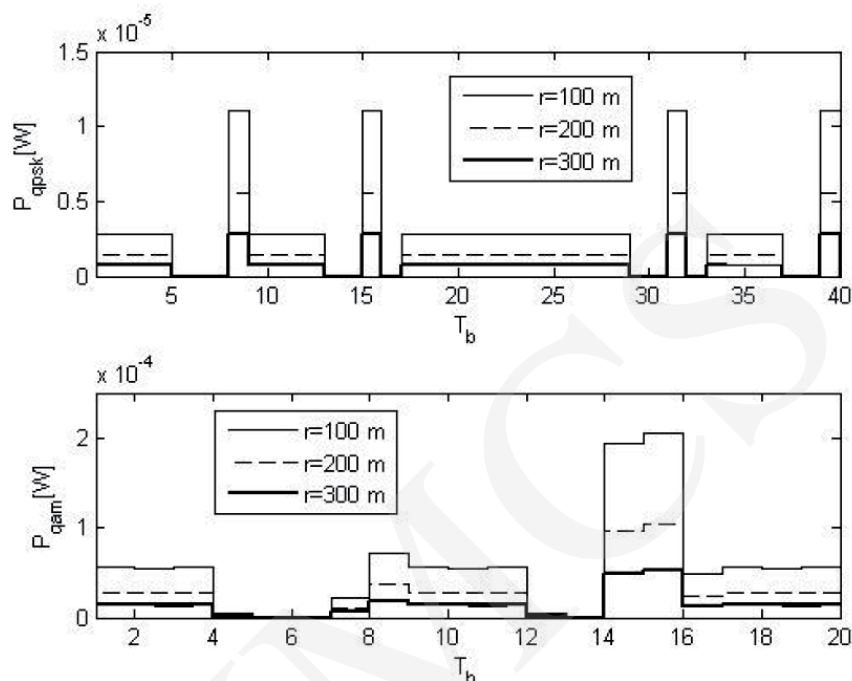 x 10^-5
1.5
1
0.5
0
P_qpsk[W]
r=100 m
r=200 m
r=300 m
5 10 15 20 25 30 35 40
T_b
x 10^-4
2
1
0
P_qam[W]
r=100 m
r=200 m
r=300 m
2 4 6 8 10 12 14 16 18 20
T_b
MCS